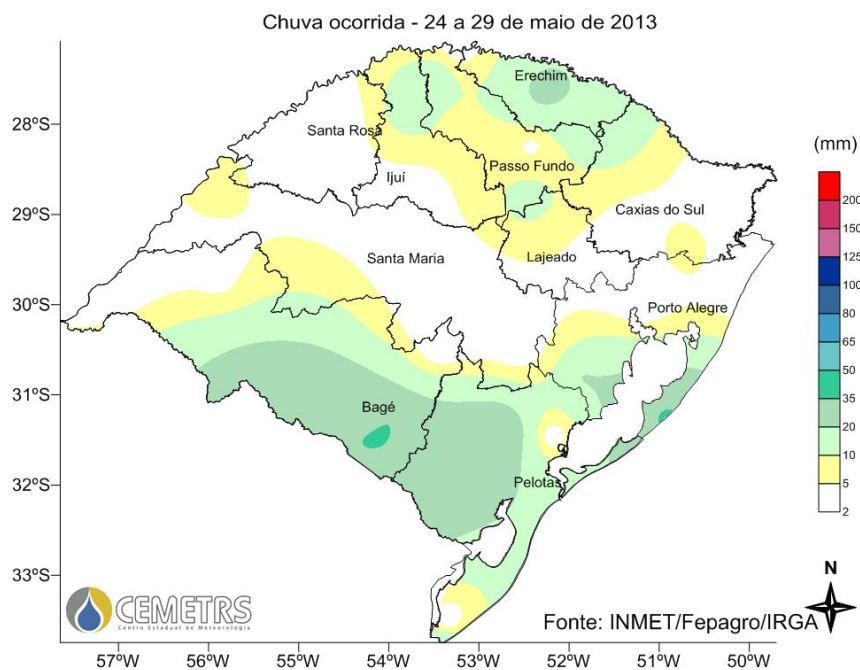 Chuva ocorrida - 24 a 29 de maio de 2013
Erechim
28ºS
Santa Rosa
(mm)
Passo Fundo
Ijuí
200
29ºS
Caxias do Sul
150
Santa Maria
Lajeado
125
30ºS
100
Porto Alegre
80
65
31ºS
50
Bagé
35
20
32ºS
Pelotas
10
5
2
33ºS
N
CEMETRS
Centro Estadual de Meteorologia
Fonte: INMET/Fepagro/IRGA
57ºW 56ºW 55ºW 54ºW 53ºW 52ºW 51ºW 50ºW